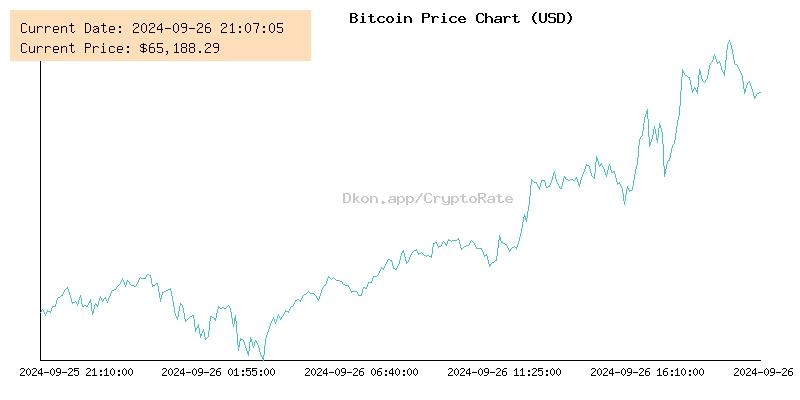 Bitcoin Price Chart (USD)
Current Date: 2024-09-26 21:07:05
Current Price: $65,188.29
Dkon.app/CryptoRate
2024-09-25 21:10:00 2024-09-26 01:55:00 2024-09-26 06:40:00 2024-09-26 11:25:00 2024-09-26 16:10:00 2024-09-26